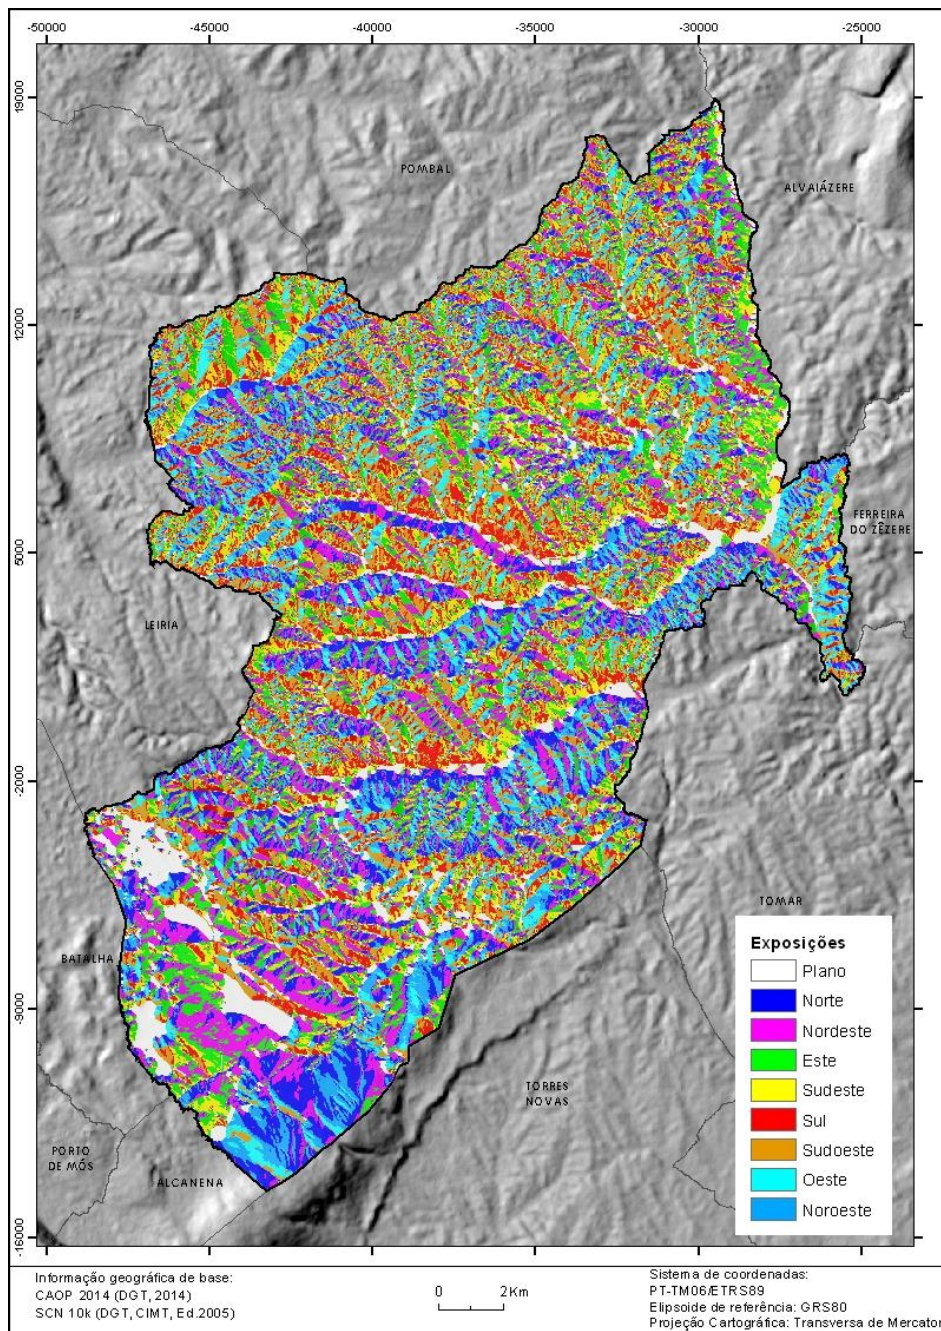 -50000 -45000 -40000 -35000 -30000 -25000
19000
12000
5000
-2000
-9000
-16000
POMBAL
ALVAIÁZERE
FERREIRA
DO ZÊZERE
LEIRIA
TOMAR
BATALHA
TORRES
NOVAS
PORTO
DE MÓS
ALCANENA
Exposições
Plano
Norte
Nordeste
Este
Sudeste
Sul
Sudoeste
Oeste
Noroeste
Informação geográfica de base:
CAOP 2014 (DGT, 2014)
SCN 10k (DGT, CIMT, Ed.2005)
0 2Km
Sistema de coordenadas:
PT-TM06/ETRS89
Elipsoide de referência: GRS80
Projeção Cartográfica: Transversa de Mercator